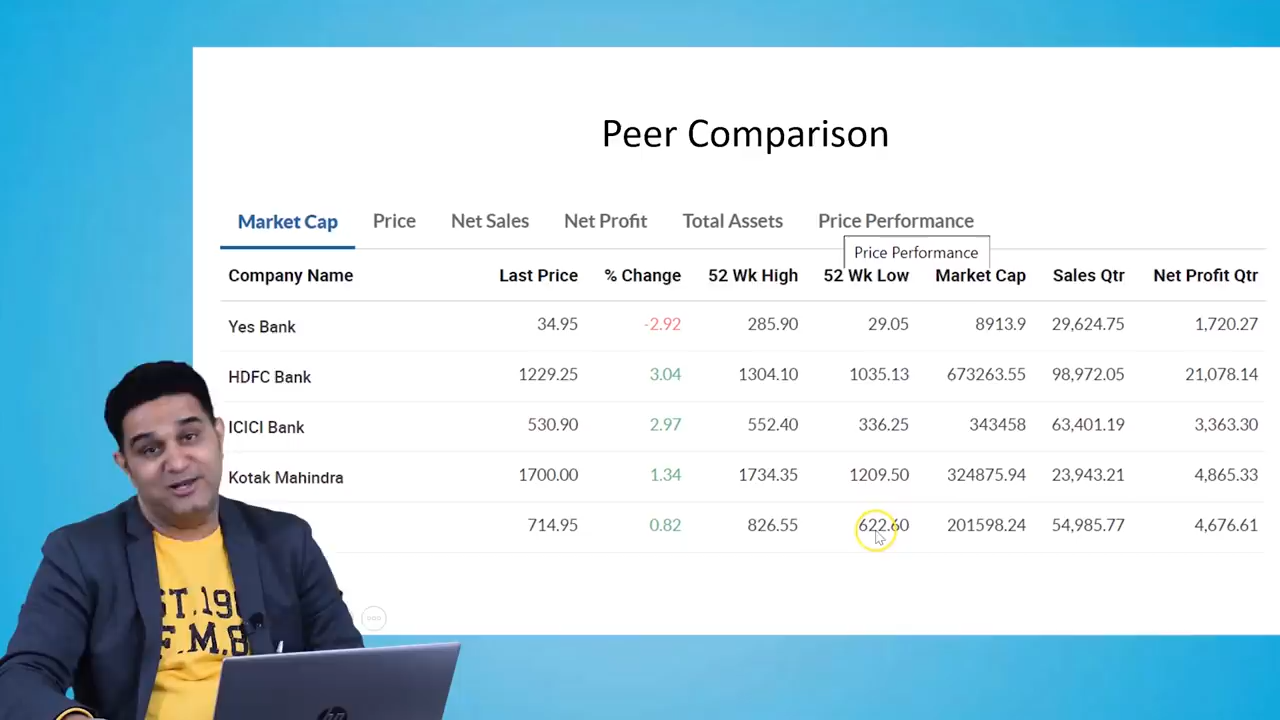 Peer Comparison
Market Cap Price Net Sales Net Profit Total Assets Price Performance
Price Performance
Company Name Last Price % Change 52 Wk High 52 Wk Low Market Cap Sales Qtr Net Profit Qtr
Yes Bank 34.95 -2.92 285.90 29.05 8913.9 29,624.75 1,720.27
HDFC Bank 1229.25 3.04 1304.10 1035.13 673263.55 98,972.05 21,078.14
ICICI Bank 530.90 2.97 552.40 336.25 343458 63,401.19 3,363.30
Kotak Mahindra 1700.00 1.34 1734.35 1209.50 324875.94 23,943.21 4,865.33
714.95 0.82 826.55 622.60 201598.24 54,985.77 4,676.61
ST.19
F.M.B
hp